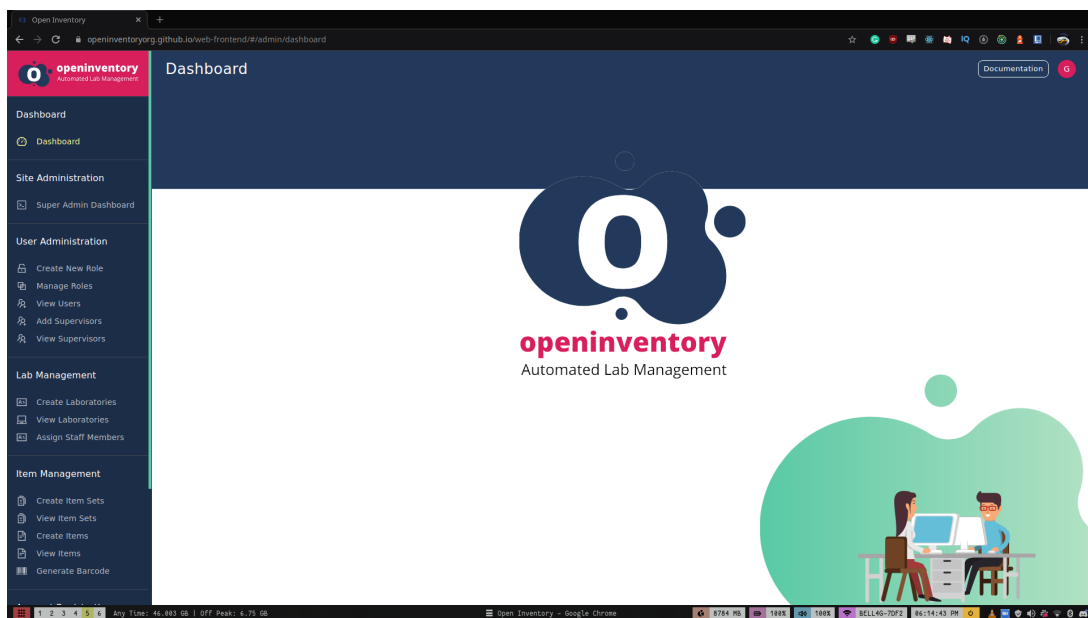 Open Inventory
openinventoryorg.github.io/web-frontend/#/admin/dashboard
IQ
openinventory
Automated Lab Management
Dashboard
Documentation
G
Dashboard
Dashboard
Site Administration
Super Admin Dashboard
User Administration
Create New Role
Manage Roles
View Users
Add Supervisors
View Supervisors
Lab Management
Create Laboratories
View Laboratories
Assign Staff Members
Item Management
Create Item Sets
View Item Sets
Create Items
View Items
Generate Barcode
openinventory
Automated Lab Management
1 2 3 4 5 6 Any Time: 46.003 GB | Off Peak: 6.75 GB
Open Inventory - Google Chrome
8784 MB 100% 100% BELL4G-7DF2 06:14:43 PM